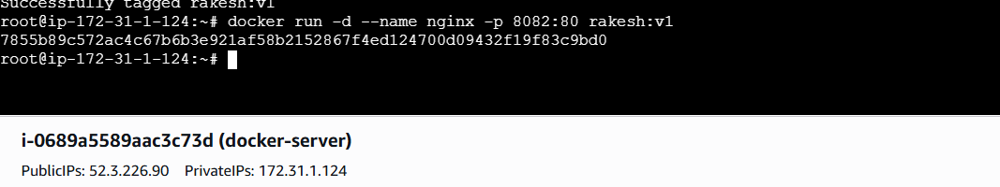 Successfully tagged rakesh:v1
root@ip-172-31-1-124:~# docker run -d --name nginx -p 8082:80 rakesh:v1
7855b89c572ac4c67b6b3e921af58b2152867f4ed124700d09432f19f83c9bd0
root@ip-172-31-1-124:~#
i-0689a5589aac3c73d (docker-server)
PublicIPs: 52.3.226.90 PrivateIPs: 172.31.1.124